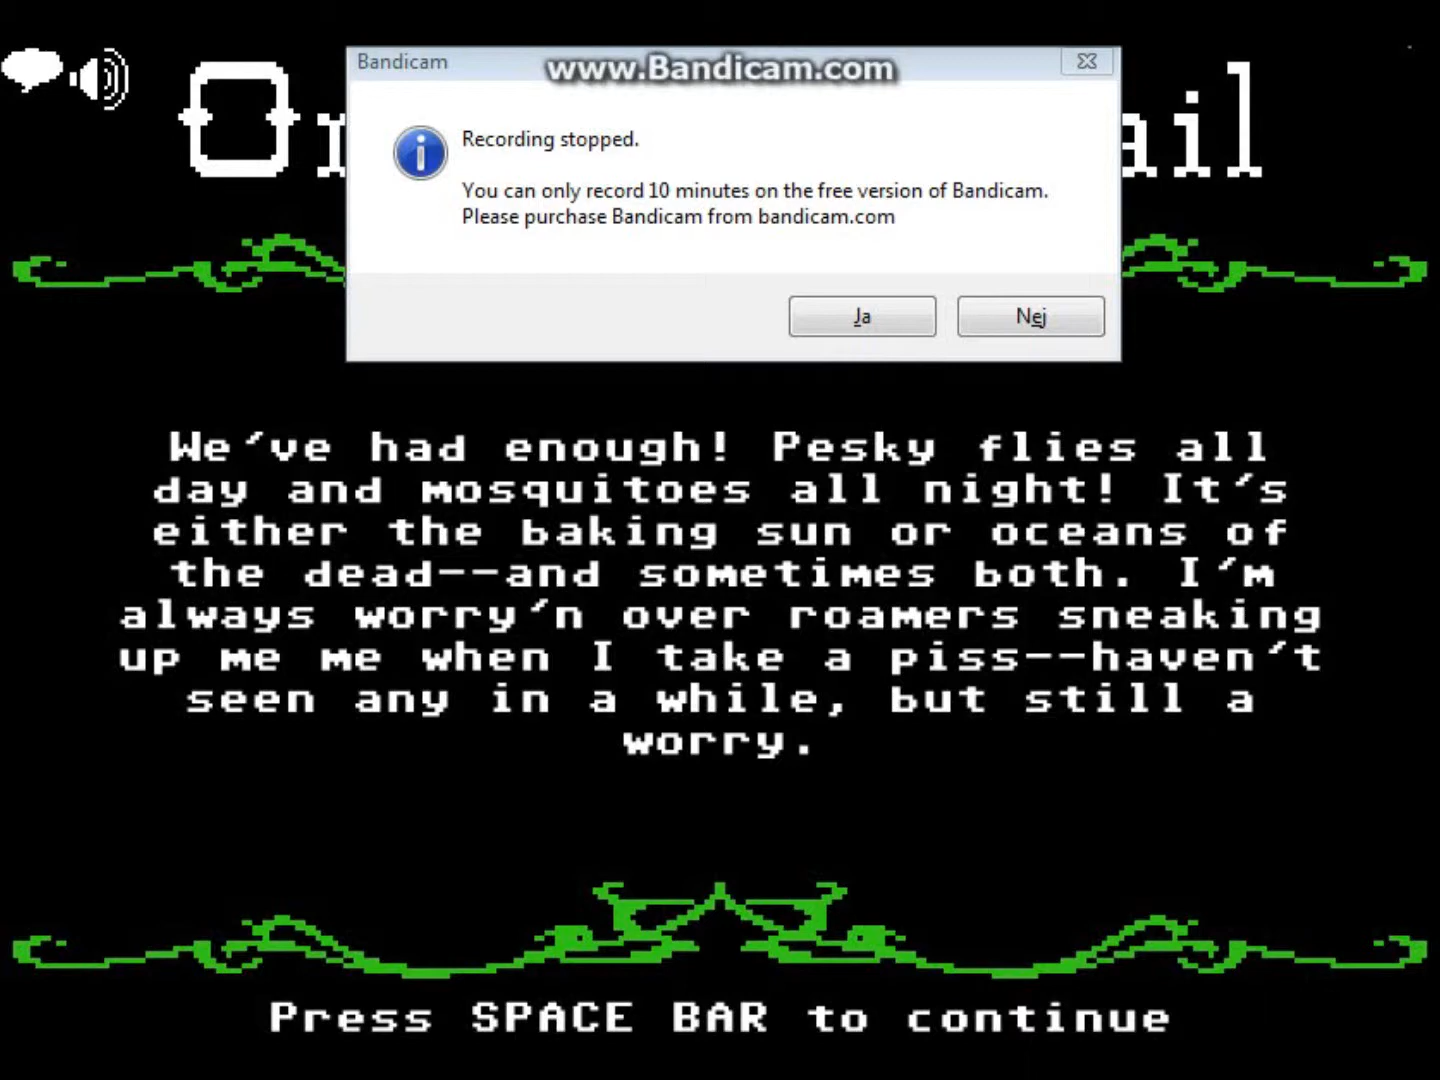 Bandicam
www.Bandicam.com
Recording stopped.
You can only record 10 minutes on the free version of Bandicam.
Please purchase Bandicam from bandicam.com
Ja
Nej
We've had enough! Pesky flies all
day and mosquitoes all night! It's
either the baking sun or oceans of
the dead--and sometimes both. I'm
always worry'n over roamers sneaking
up me me when I take a piss--haven't
seen any in a while, but still a
worry.
Press SPACE BAR to continue